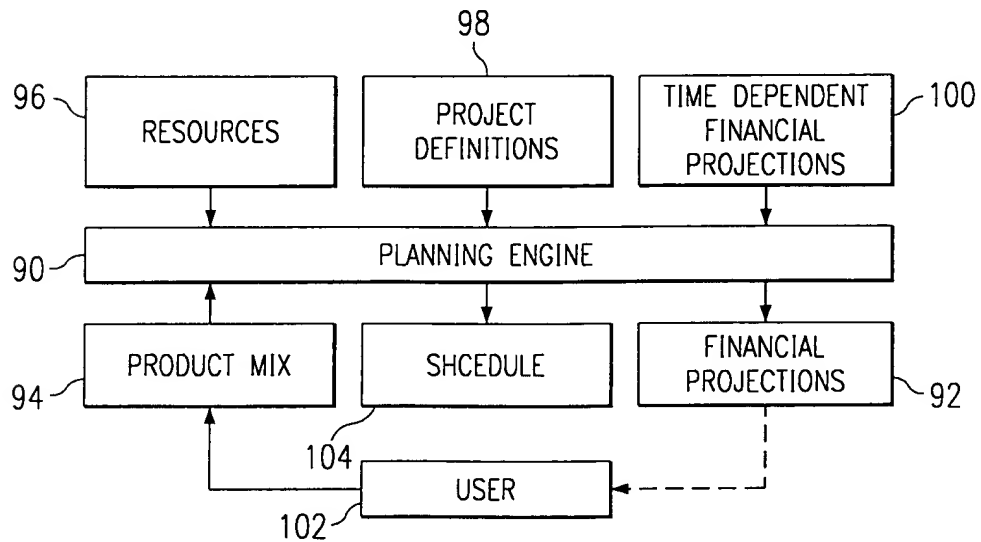 98
96
RESOURCES
PROJECT
DEFINITIONS
TIME DEPENDENT
FINANCIAL
PROJECTIONS
100
90
PLANNING ENGINE
94
PRODUCT MIX
SHCEDULE
104
FINANCIAL
PROJECTIONS
92
USER
102